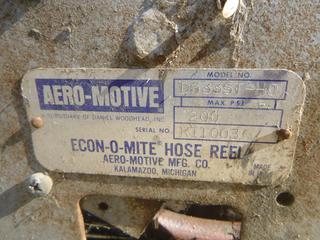 MODEL NO.
AERO-MOTIVE
MAX PSI
SUBSIDIARY OF DANIEL WOODHEAD, INC.
200
SERIAL NO.
ECON-O-MITE HOSE REEL
AERO-MOTIVE MFG. CO.
KALAMAZOO, MICHIGAN
MADE